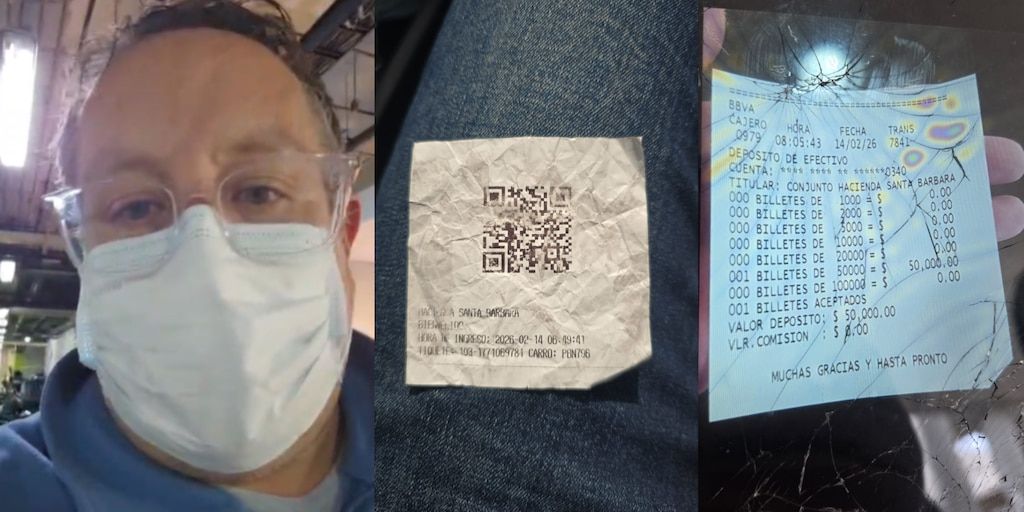 SANTA BARBARA
HORA DE INGRESO: 2026-02-14 06:49:41
TIQUETE: CARRO:
BBVA
CAJERO HORA FECHA TRANS
0979 08:05:43 14/02/26 7841
DEPOSITO DE EFECTIVO
CUENTA: **** **** ** ******0340
TITULAR: CONJUNTO HACIENDA SANTA BARBARA
000 BILLETES DE 1000 = $ 0.00
000 BILLETES DE 2000 = $ 0.00
000 BILLETES DE 5000 = $ 0.00
000 BILLETES DE 10000 = $ 0.00
000 BILLETES DE 20000 = $ 0.00
001 BILLETES DE 50000 = $ 50,000.00
000 BILLETES DE 100000 = $ 0.00
001 BILLETES ACEPTADOS
VALOR DEPOSITO: $ 50,000.00
VLR.COMISION : $ 0.00
MUCHAS GRACIAS Y HASTA PRONTO